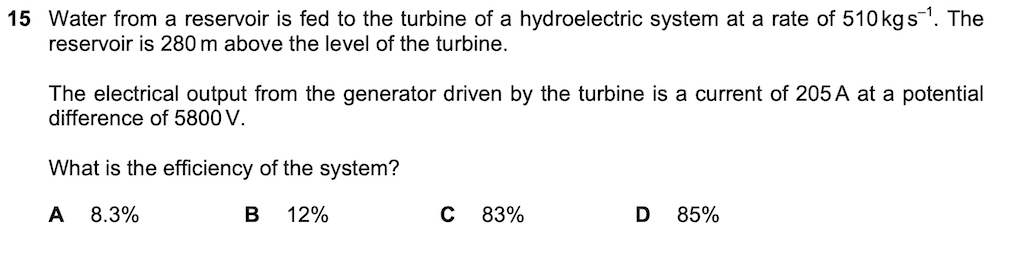 15 Water from a reservoir is fed to the turbine of a hydroelectric system at a rate of 510 kg s⁻¹. The
reservoir is 280 m above the level of the turbine.
The electrical output from the generator driven by the turbine is a current of 205 A at a potential
difference of 5800 V.
What is the efficiency of the system?
A 8.3% B 12% C 83% D 85%